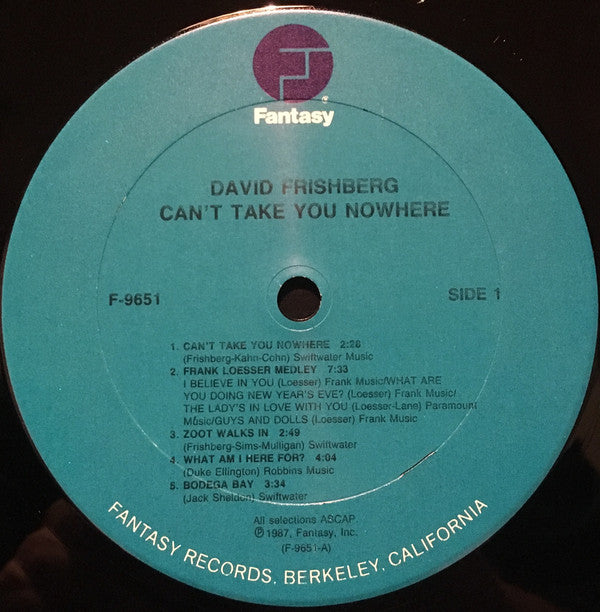 Fantasy
DAVID FRISHBERG
CAN'T TAKE YOU NOWHERE
F-9651
SIDE 1
1. CAN'T TAKE YOU NOWHERE 2:28
(Frishberg-Kahn-Cohn) Swiftwater Music
2. FRANK LOESSER MEDLEY 7:33
I BELIEVE IN YOU (Loesser) Frank Music/WHAT ARE
YOU DOING NEW YEAR'S EVE? (Loesser) Frank Music/
THE LADY'S IN LOVE WITH YOU (Loesser-Lane) Paramount
Music/GUYS AND DOLLS (Loesser) Frank Music
3. ZOOT WALKS IN 2:49
(Frishberg-Sims-Mulligan) Swiftwater
4. WHAT AM I HERE FOR? 4:04
(Duke Ellington) Robbins Music
5. BODEGA BAY 3:34
(Jack Sheldon) Swiftwater
All selections ASCAP.
℗1987, Fantasy, Inc.
(F-9651-A)
FANTASY RECORDS, BERKELEY, CALIFORNIA